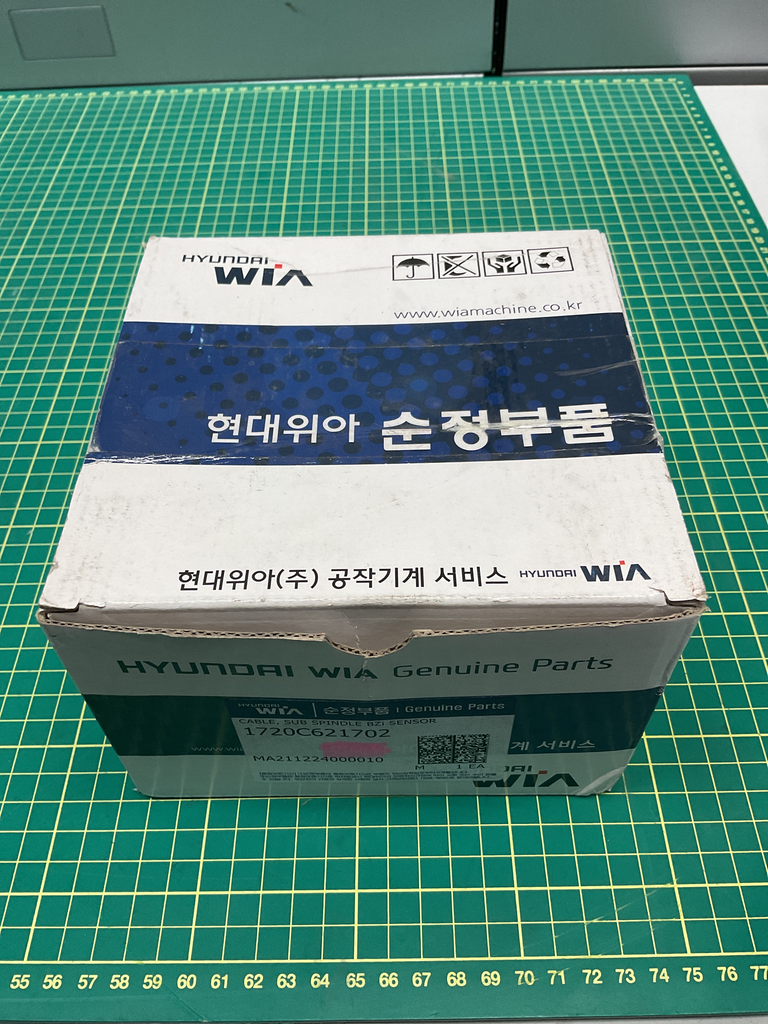 HYUNDAI
WIA
www.wiamachine.co.kr
현대위아 순정부품
현대위아(주) 공작기계 서비스 HYUNDAI WIA
HYUNDAI WIA Genuine Parts
HYUNDAI
WIA 순정부품 | Genuine Parts
CABLE, SUB SPINDLE BZI SENSOR
1720C621702
www.wi
계 서비스
MA211224000010
M 1 EA
DAI
WIA
55 56 57 58 59 60 61 62 63 64 65 66 67 68 69 70 71 72 73 74 75 76 77